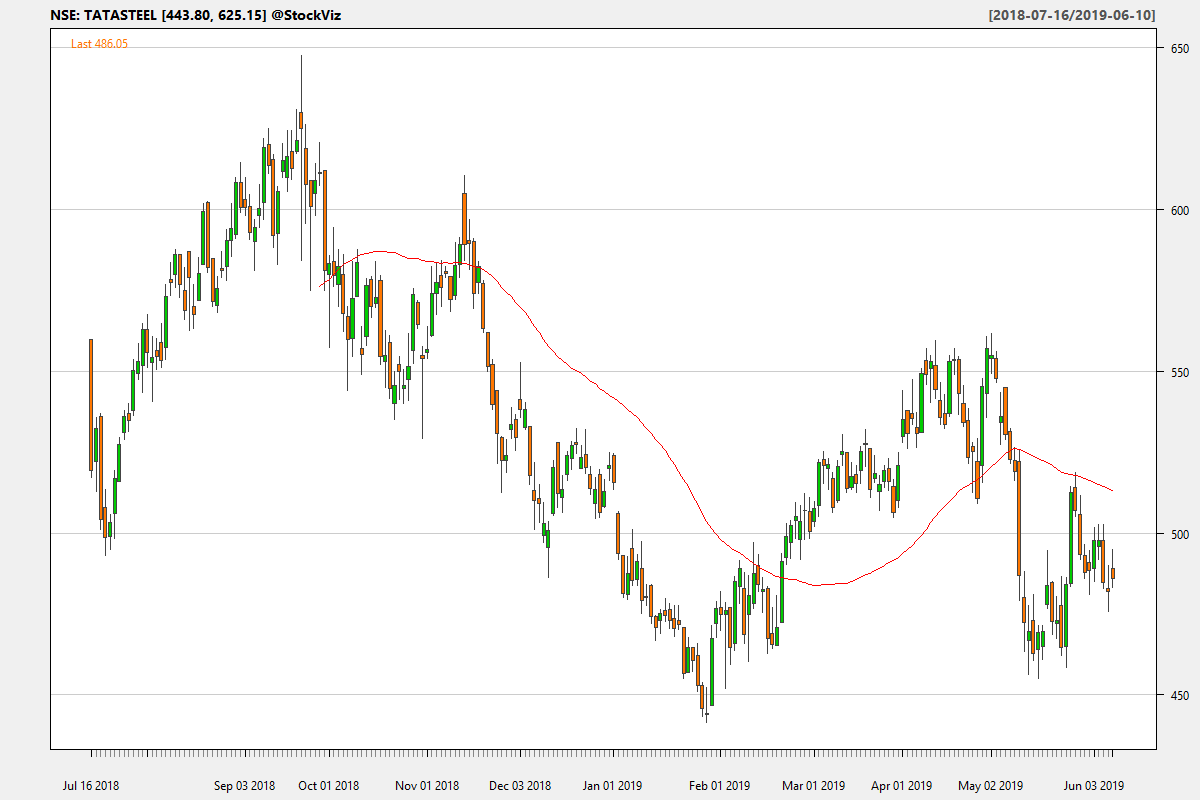 NSE: TATASTEEL [443.80, 625.15] @StockViz
[2018-07-16/2019-06-10]
Last 486.05
650
600
550
500
450
Jul 16 2018
Sep 03 2018
Oct 01 2018
Nov 01 2018
Dec 03 2018
Jan 01 2019
Feb 01 2019
Mar 01 2019
Apr 01 2019
May 02 2019
Jun 03 2019